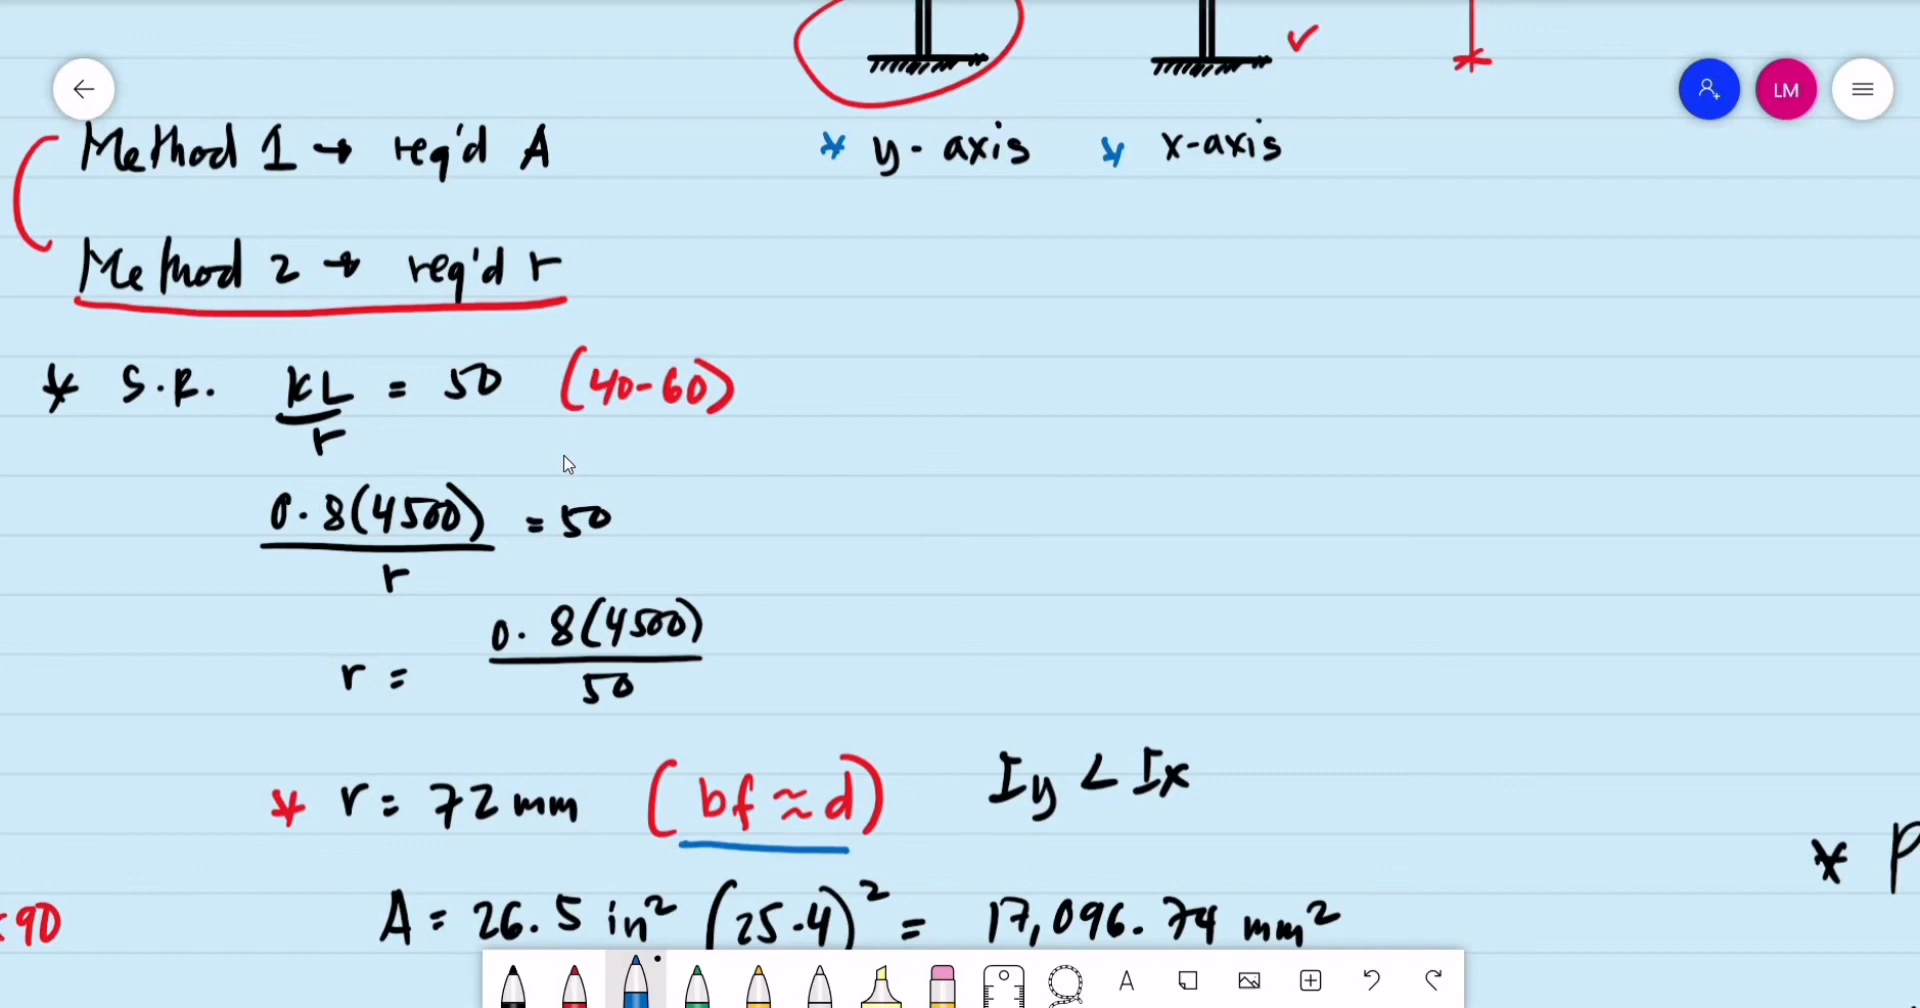 LM
* y-axis * x-axis
Method 1 → req'd A
Method 2 → req'd r
* S.R. kL/r = 50 (40-60)
0.8(4500)/r = 50
r = 0.8(4500)/50
* r = 72 mm (bf ≈ d) Iy < Ix
* P
A = 26.5 in² (25.4)² = 17,096.74 mm²
90
A